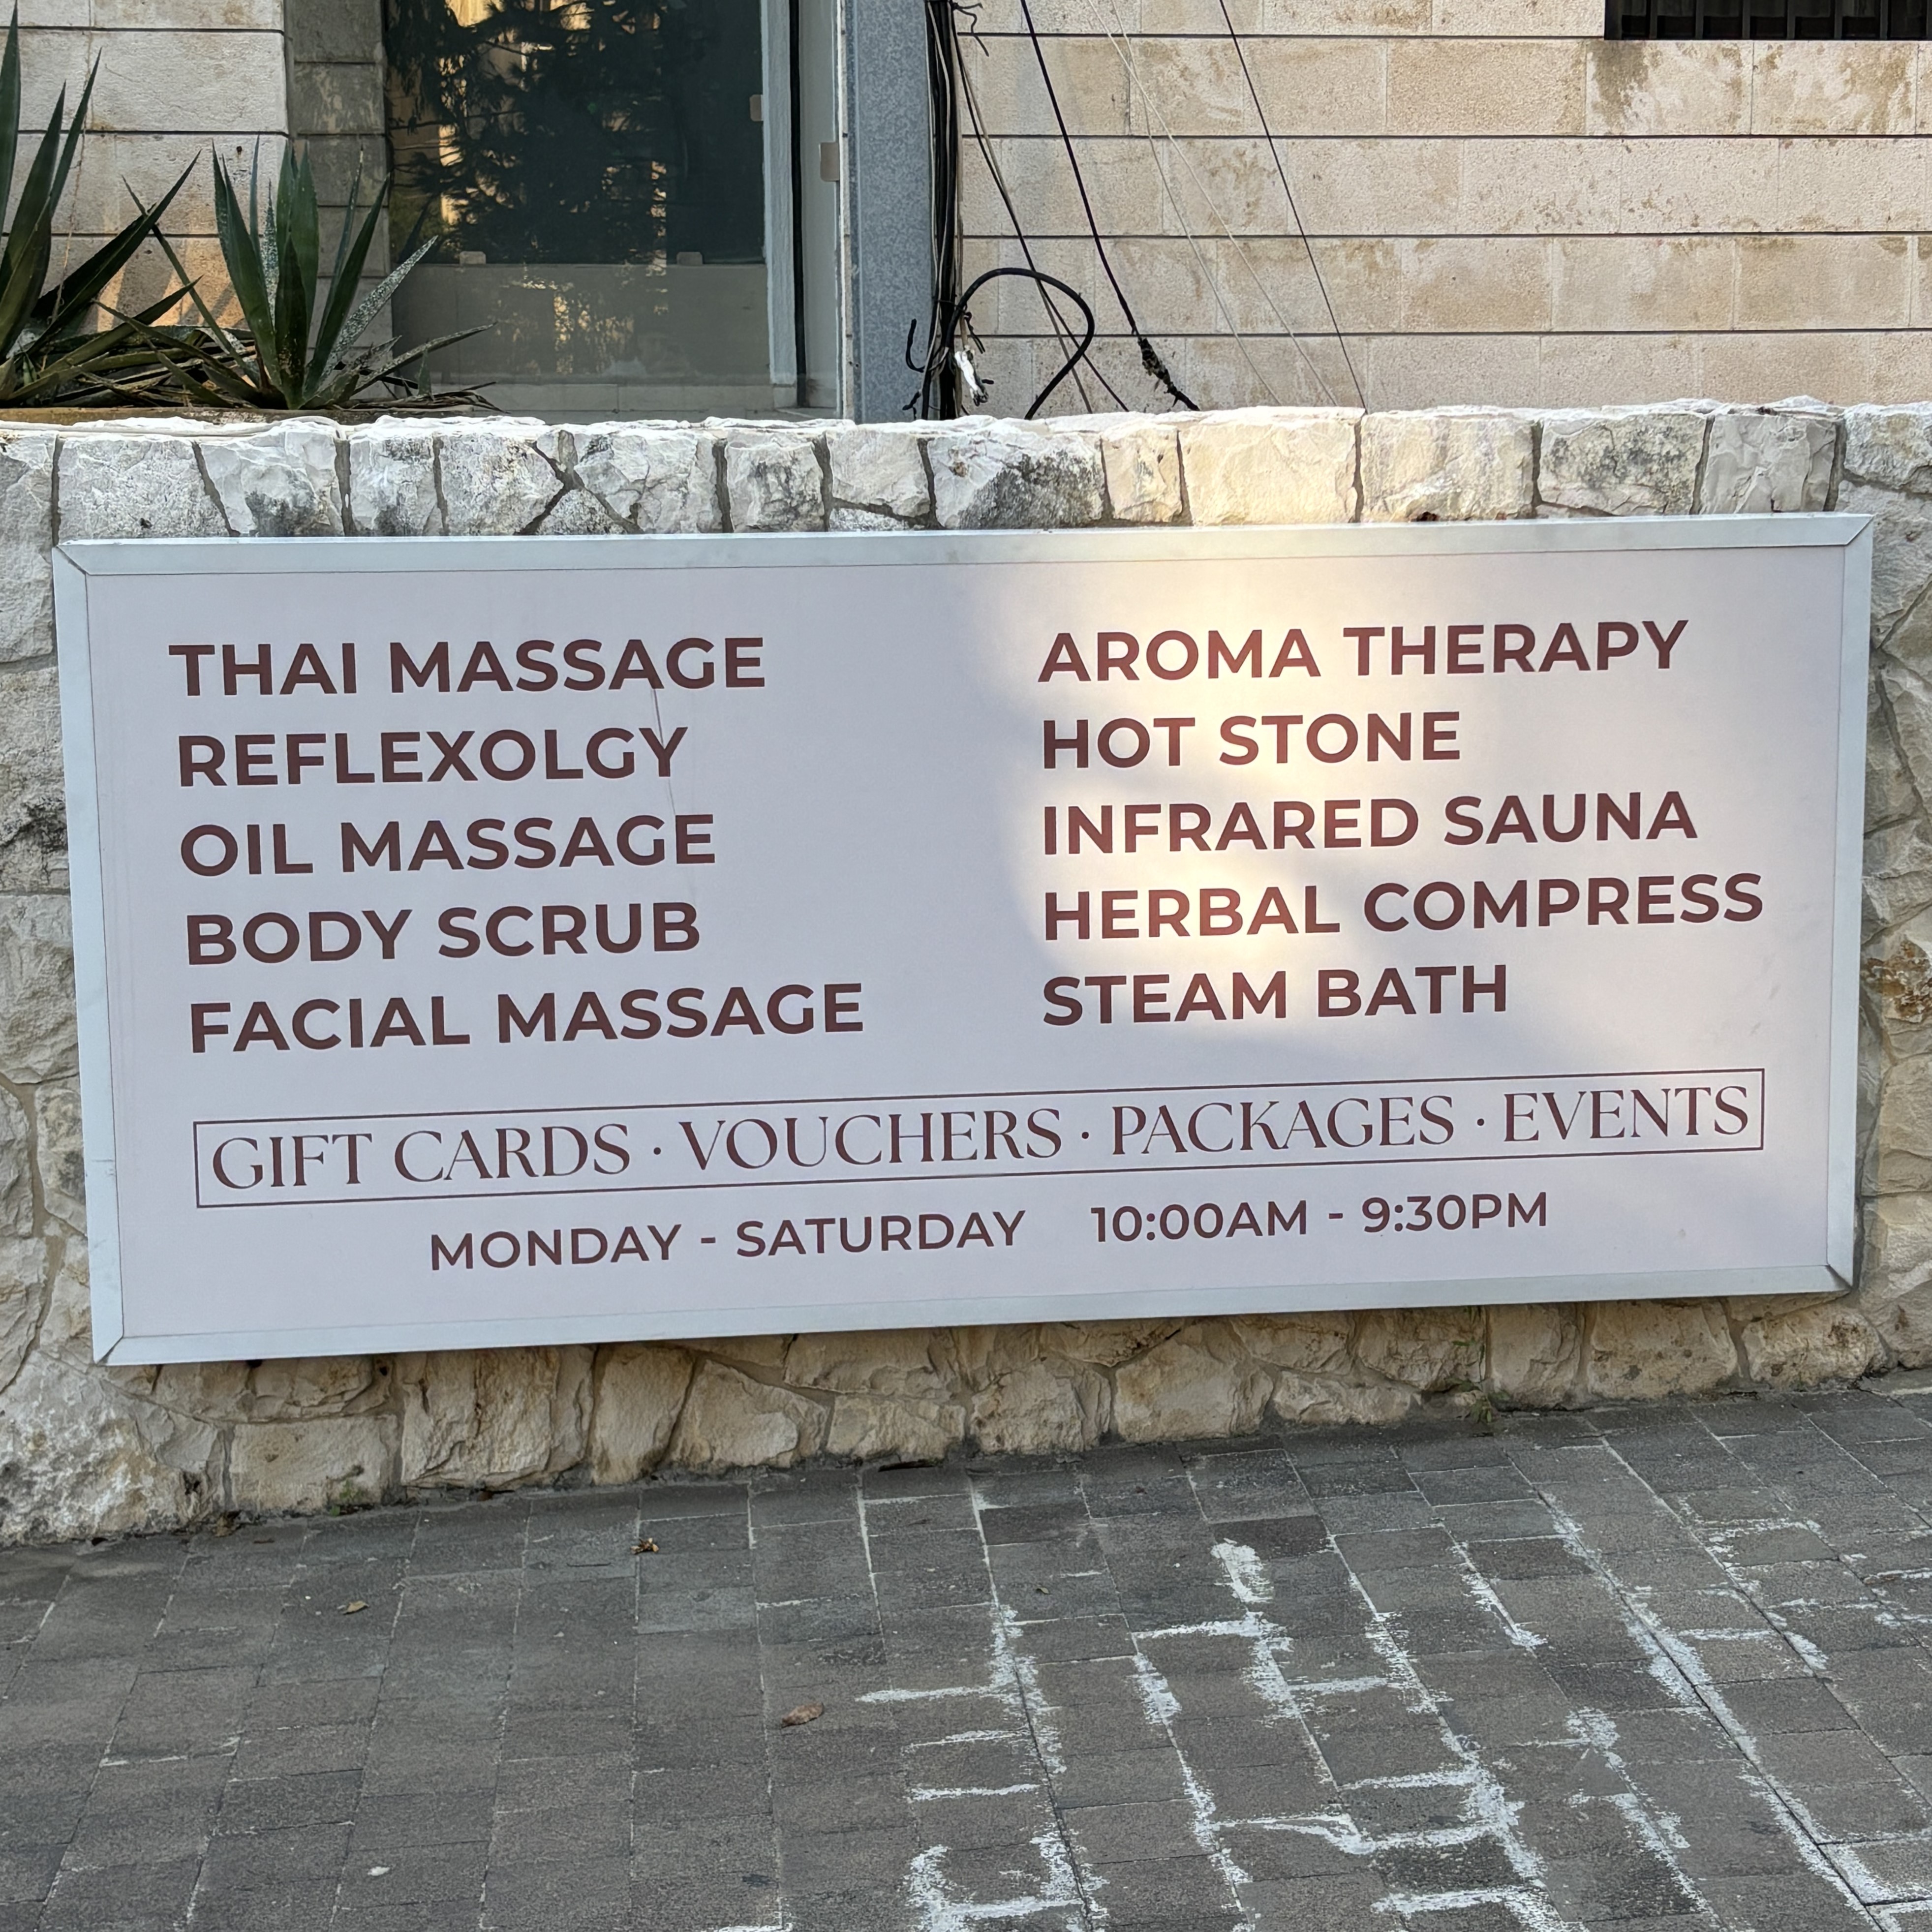 THAI MASSAGE
REFLEXOLGY
OIL MASSAGE
BODY SCRUB
FACIAL MASSAGE
AROMA THERAPY
HOT STONE
INFRARED SAUNA
HERBAL COMPRESS
STEAM BATH
GIFT CARDS · VOUCHERS · PACKAGES · EVENTS
MONDAY - SATURDAY 10:00AM - 9:30PM